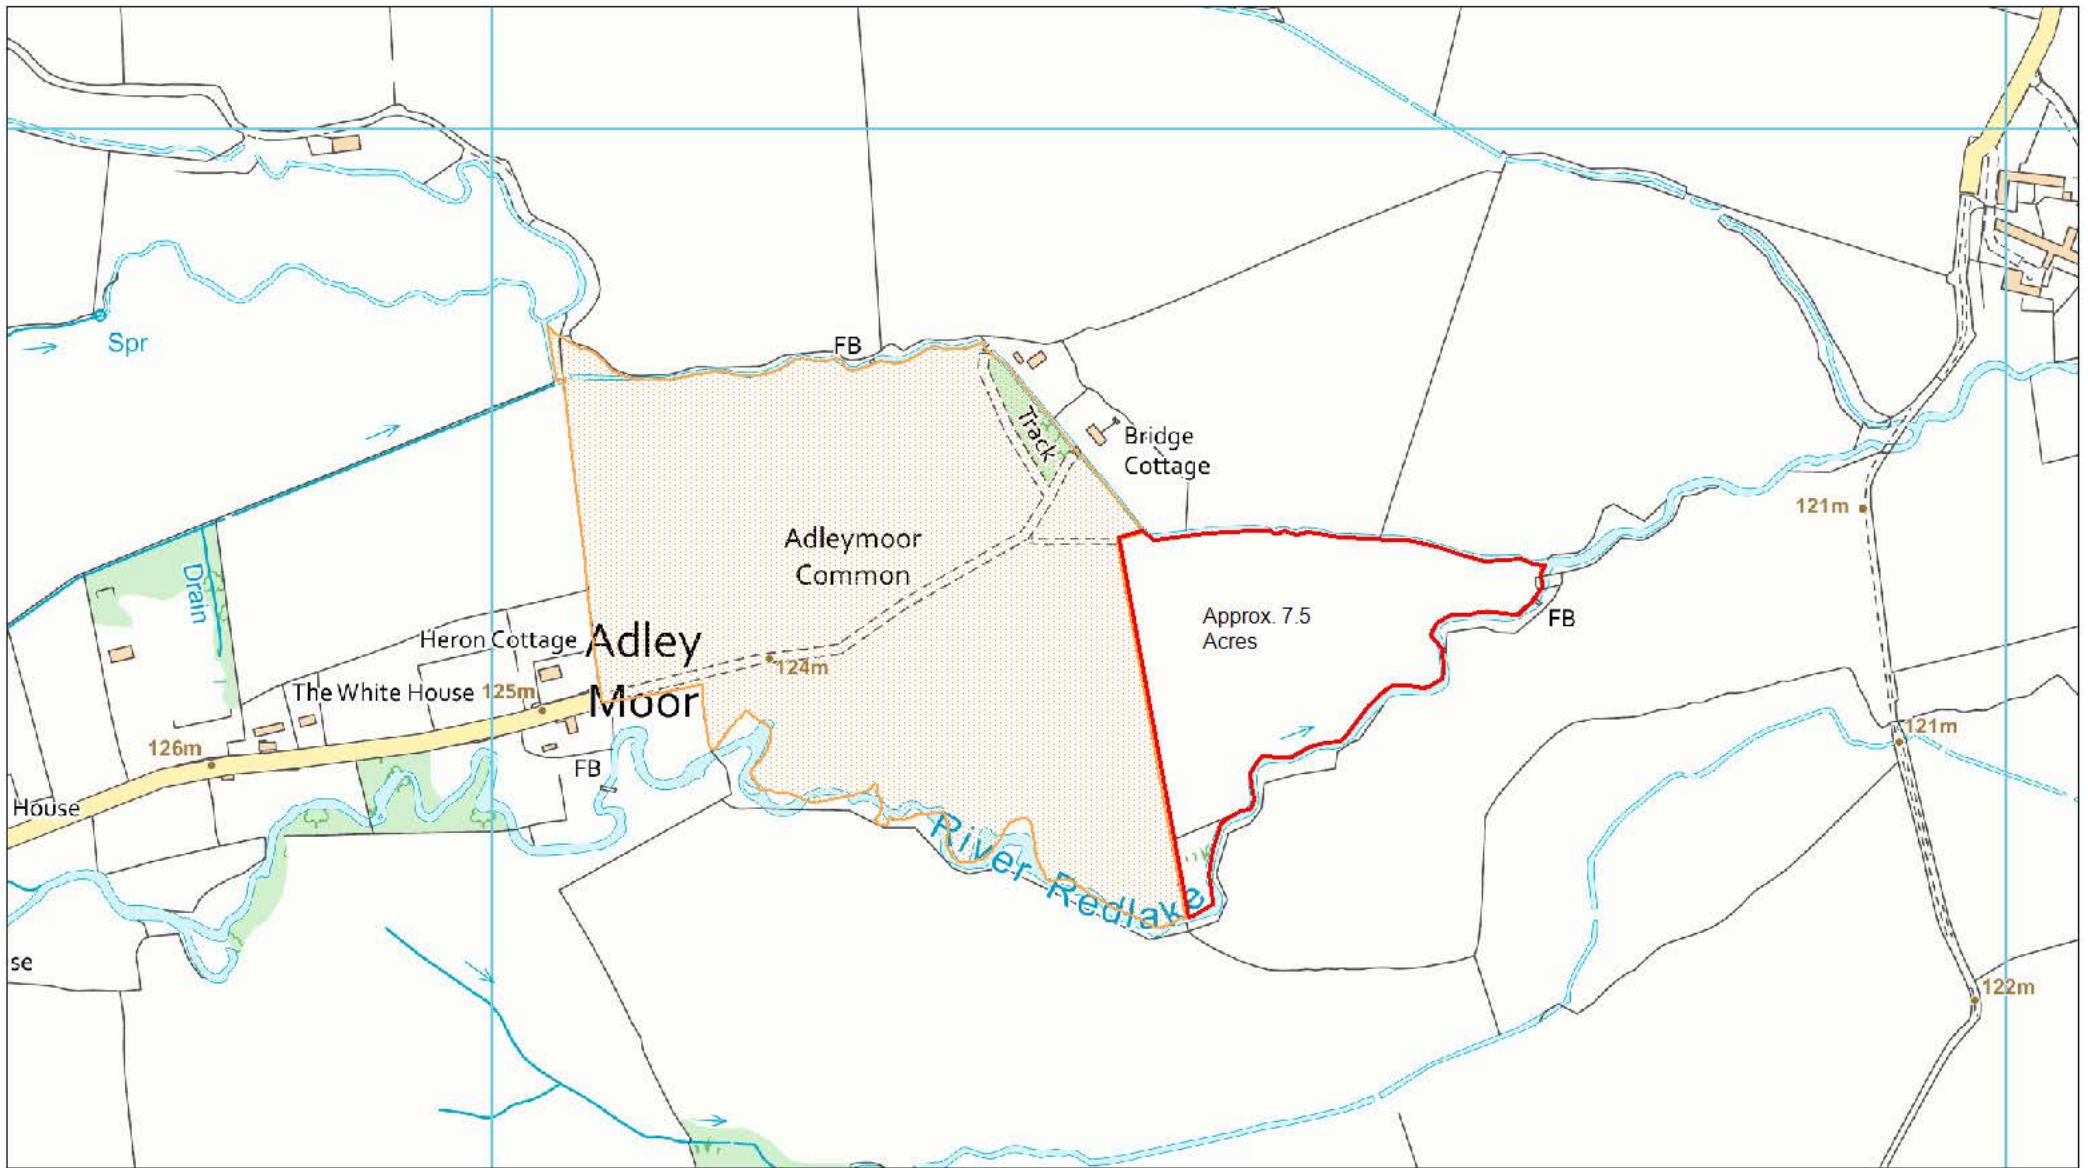 FB
Spr
Track
Bridge
Cottage
121m
Adleymoor
Common
Drain
Approx. 7.5
Acres
FB
Heron Cottage
Adley
Moor
124m
The White House
125m
126m
121m
FB
House
River Redlake
se
122m